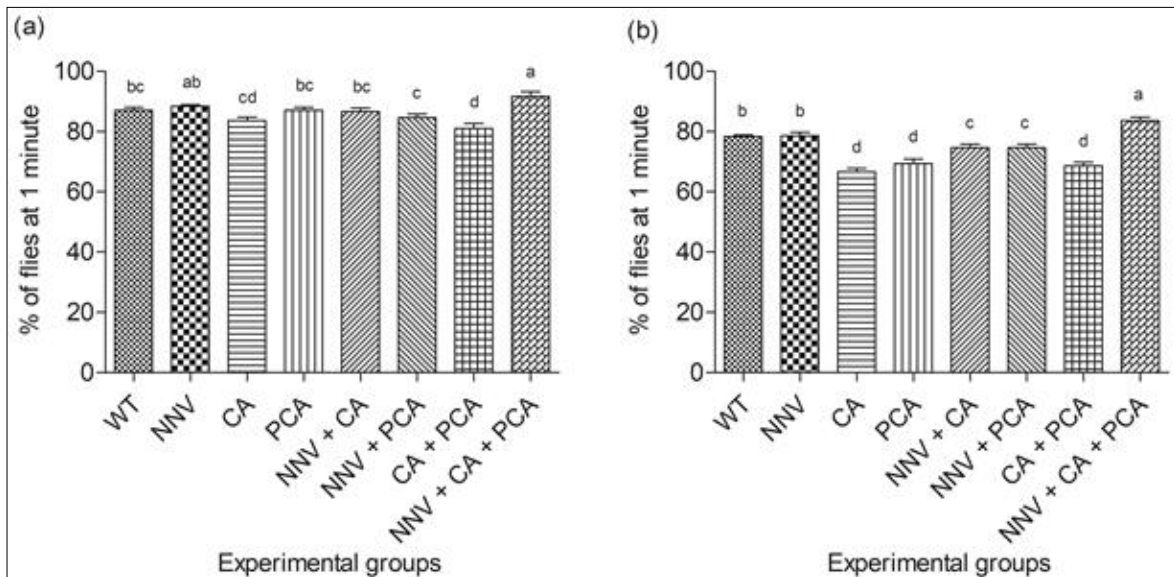 (a)
% of flies at 1 minute
100
80
60
40
20
0
bc
ab
cd
bc
bc
c
d
a
WT
NNV
CA
PCA
NNV + CA
NNV + PCA
CA + PCA
NNV + CA + PCA
Experimental groups
(b)
% of flies at 1 minute
100
80
60
40
20
0
b
b
d
d
c
c
d
a
WT
NNV
CA
PCA
NNV + CA
NNV + PCA
CA + PCA
NNV + CA + PCA
Experimental groups